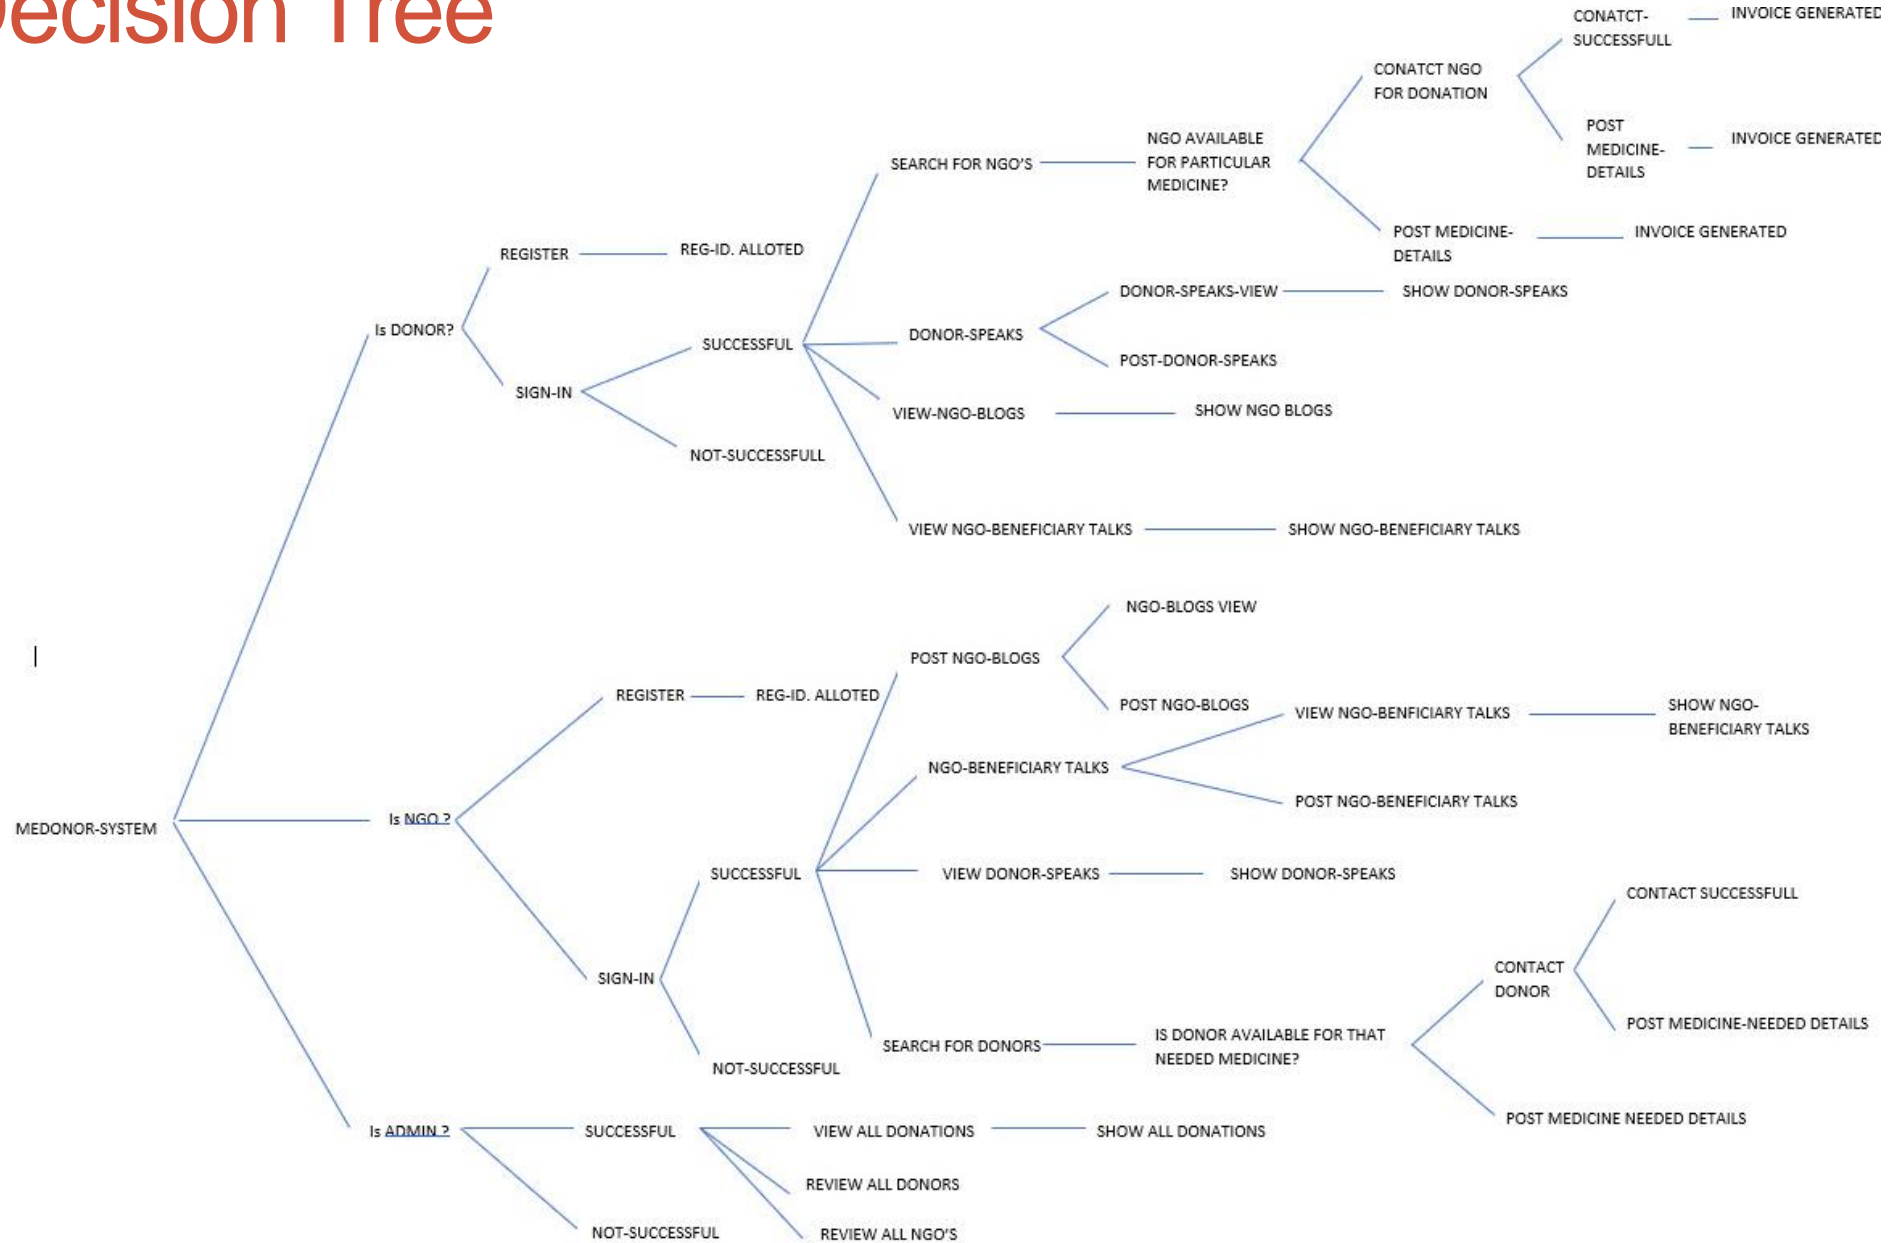 Decision Tree
CONATCT-
SUCCESSFULL
INVOICE GENERATED
CONATCT NGO
FOR DONATION
POST
MEDICINE-
DETAILS
INVOICE GENERATED
NGO AVAILABLE
FOR PARTICULAR
MEDICINE?
SEARCH FOR NGO'S
POST MEDICINE-
DETAILS
INVOICE GENERATED
REGISTER
REG-ID. ALLOTED
DONOR-SPEAKS-VIEW
SHOW DONOR-SPEAKS
Is DONOR?
DONOR-SPEAKS
SUCCESSFUL
POST-DONOR-SPEAKS
SIGN-IN
VIEW-NGO-BLOGS
SHOW NGO BLOGS
NOT-SUCCESSFULL
VIEW NGO-BENEFICIARY TALKS
SHOW NGO-BENEFICIARY TALKS
NGO-BLOGS VIEW
POST NGO-BLOGS
REGISTER
REG-ID. ALLOTED
POST NGO-BLOGS
VIEW NGO-BENFICIARY TALKS
SHOW NGO-
BENEFICIARY TALKS
NGO-BENEFICIARY TALKS
POST NGO-BENEFICIARY TALKS
MEDONOR-SYSTEM
Is NGO ?
SUCCESSFUL
VIEW DONOR-SPEAKS
SHOW DONOR-SPEAKS
CONTACT SUCCESSFULL
SIGN-IN
CONTACT
DONOR
POST MEDICINE-NEEDED DETAILS
SEARCH FOR DONORS
IS DONOR AVAILABLE FOR THAT
NEEDED MEDICINE?
NOT-SUCCESSFUL
POST MEDICINE NEEDED DETAILS
Is ADMIN ?
SUCCESSFUL
VIEW ALL DONATIONS
SHOW ALL DONATIONS
REVIEW ALL DONORS
NOT-SUCCESSFUL
REVIEW ALL NGO'S